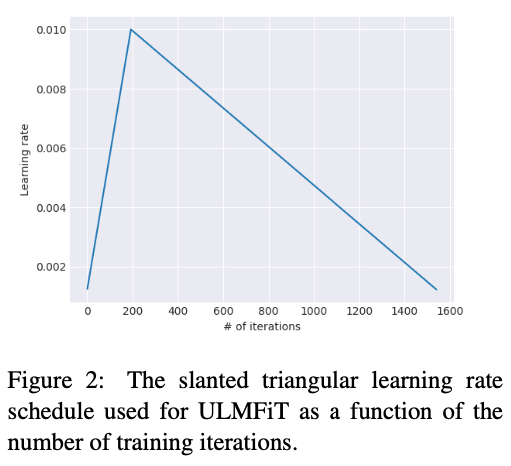 0.010
0.008
0.006
0.004
0.002
Learning rate
0 200 400 600 800 1000 1200 1400 1600
# of iterations
Figure 2: The slanted triangular learning rate
schedule used for ULMFiT as a function of the
number of training iterations.